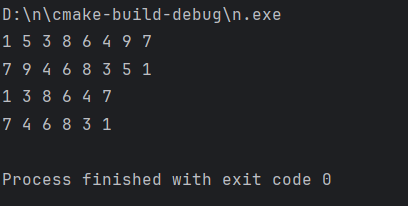 D:\n\cmake-build-debug\n.exe
1 5 3 8 6 4 9 7
7 9 4 6 8 3 5 1
1 3 8 6 4 7
7 4 6 8 3 1
Process finished with exit code 0